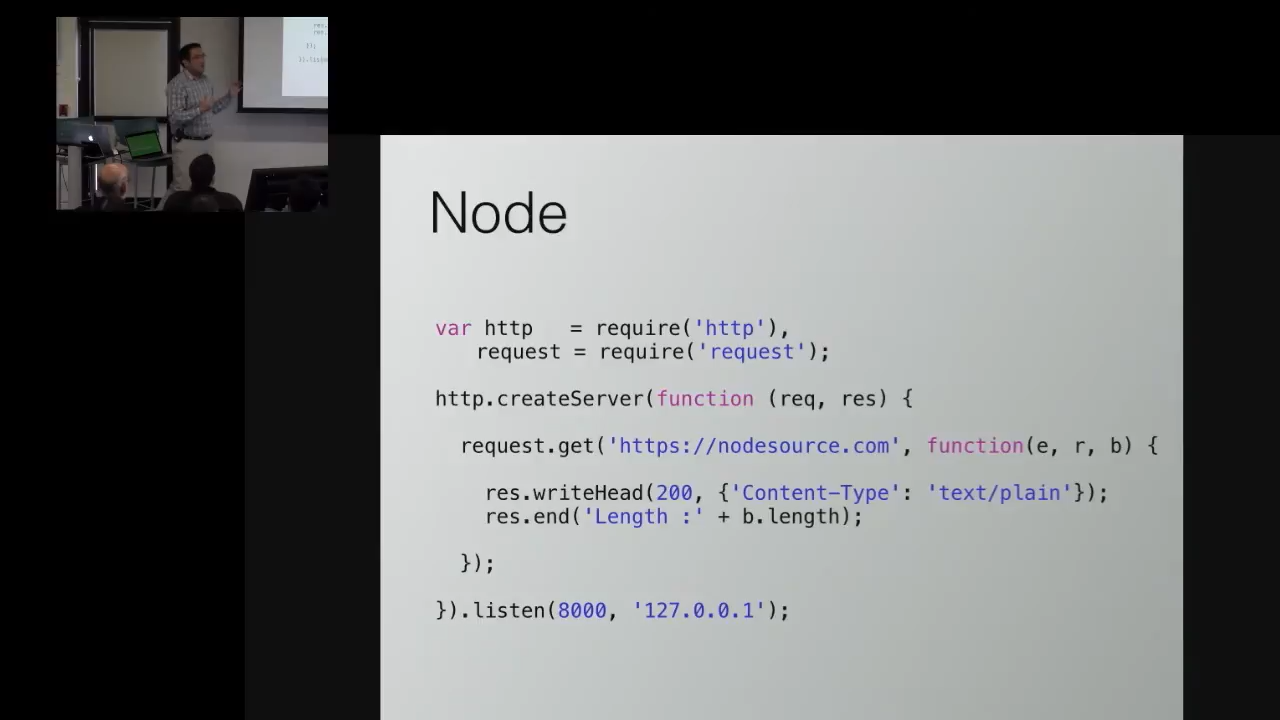 Node
var http   = require('http'),
request = require('request');
http.createServer(function (req, res) {
request.get('https://nodesource.com', function(e, r, b) {
res.writeHead(200, {'Content-Type': 'text/plain'});
res.end('Length :' + b.length);
});
}).listen(8000, '127.0.0.1');